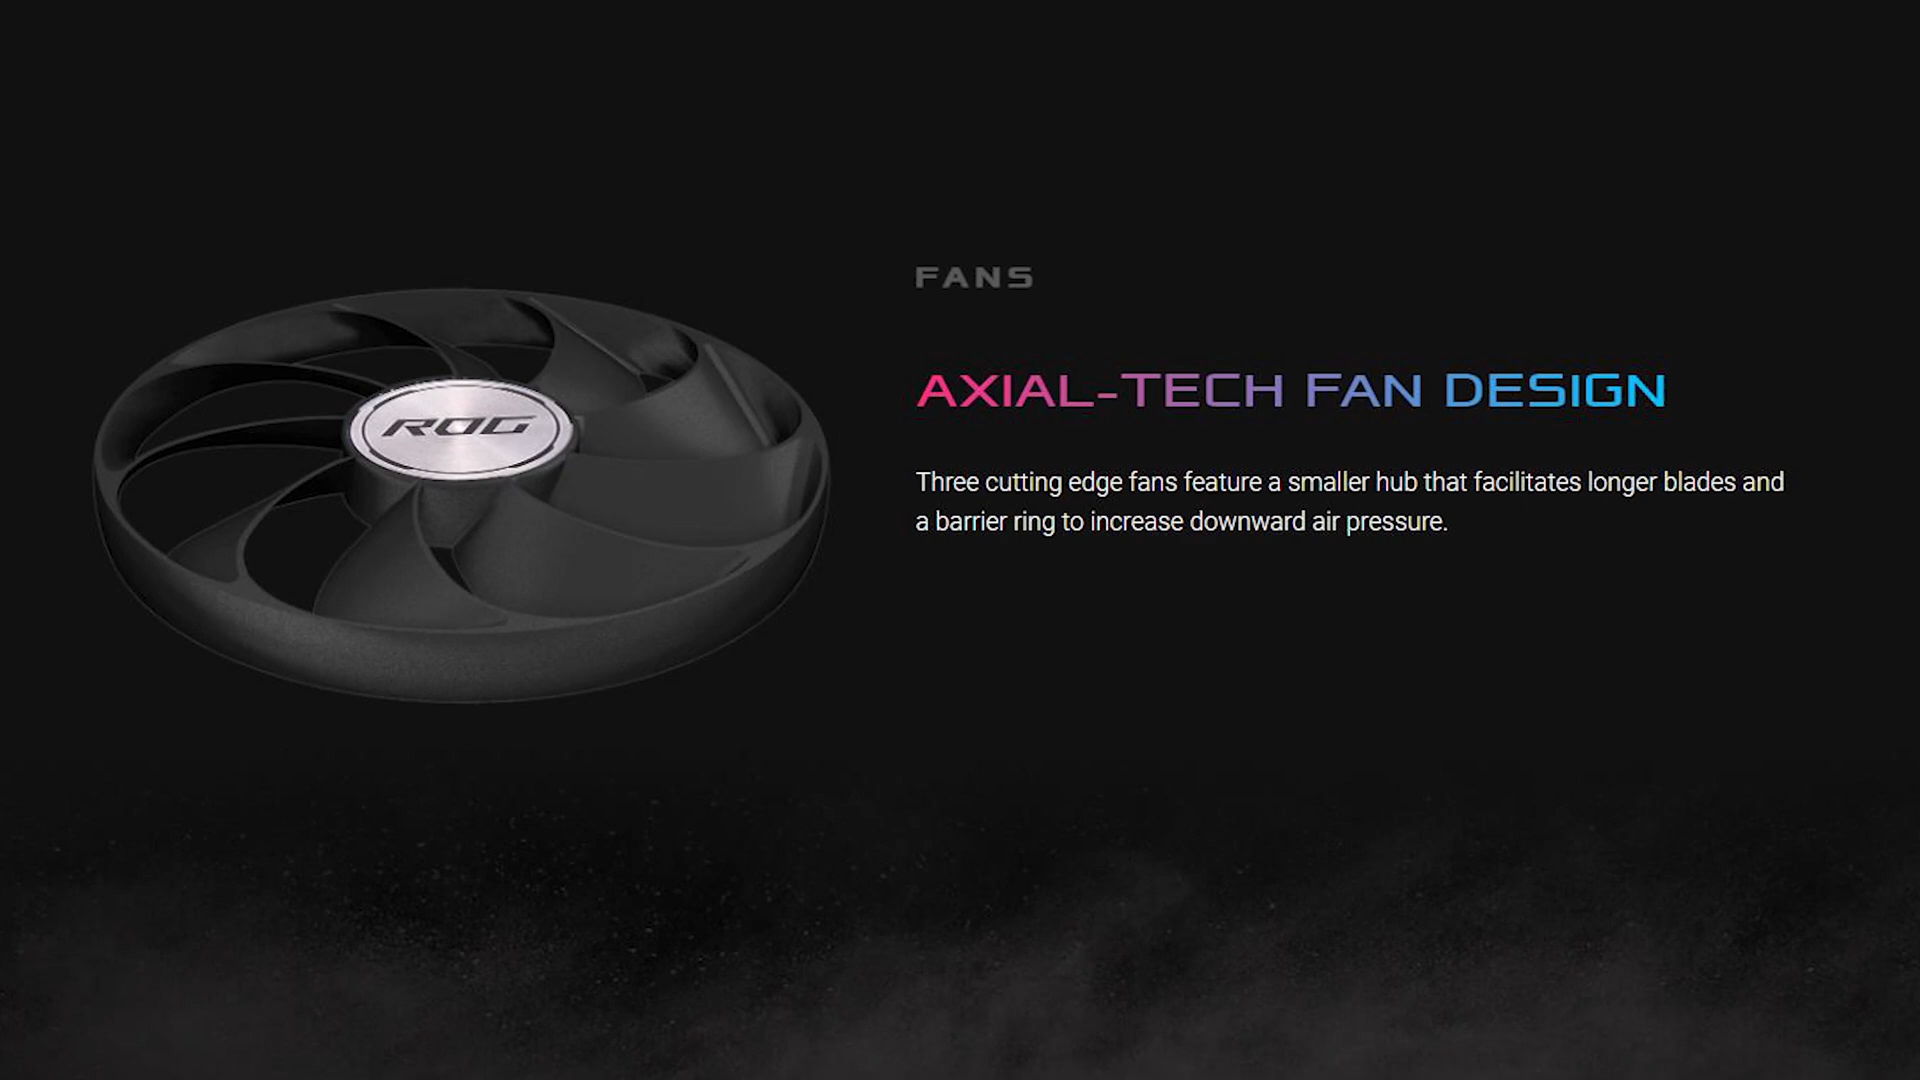 ROG
FANS
AXIAL-TECH FAN DESIGN
Three cutting edge fans feature a smaller hub that facilitates longer blades and
a barrier ring to increase downward air pressure.